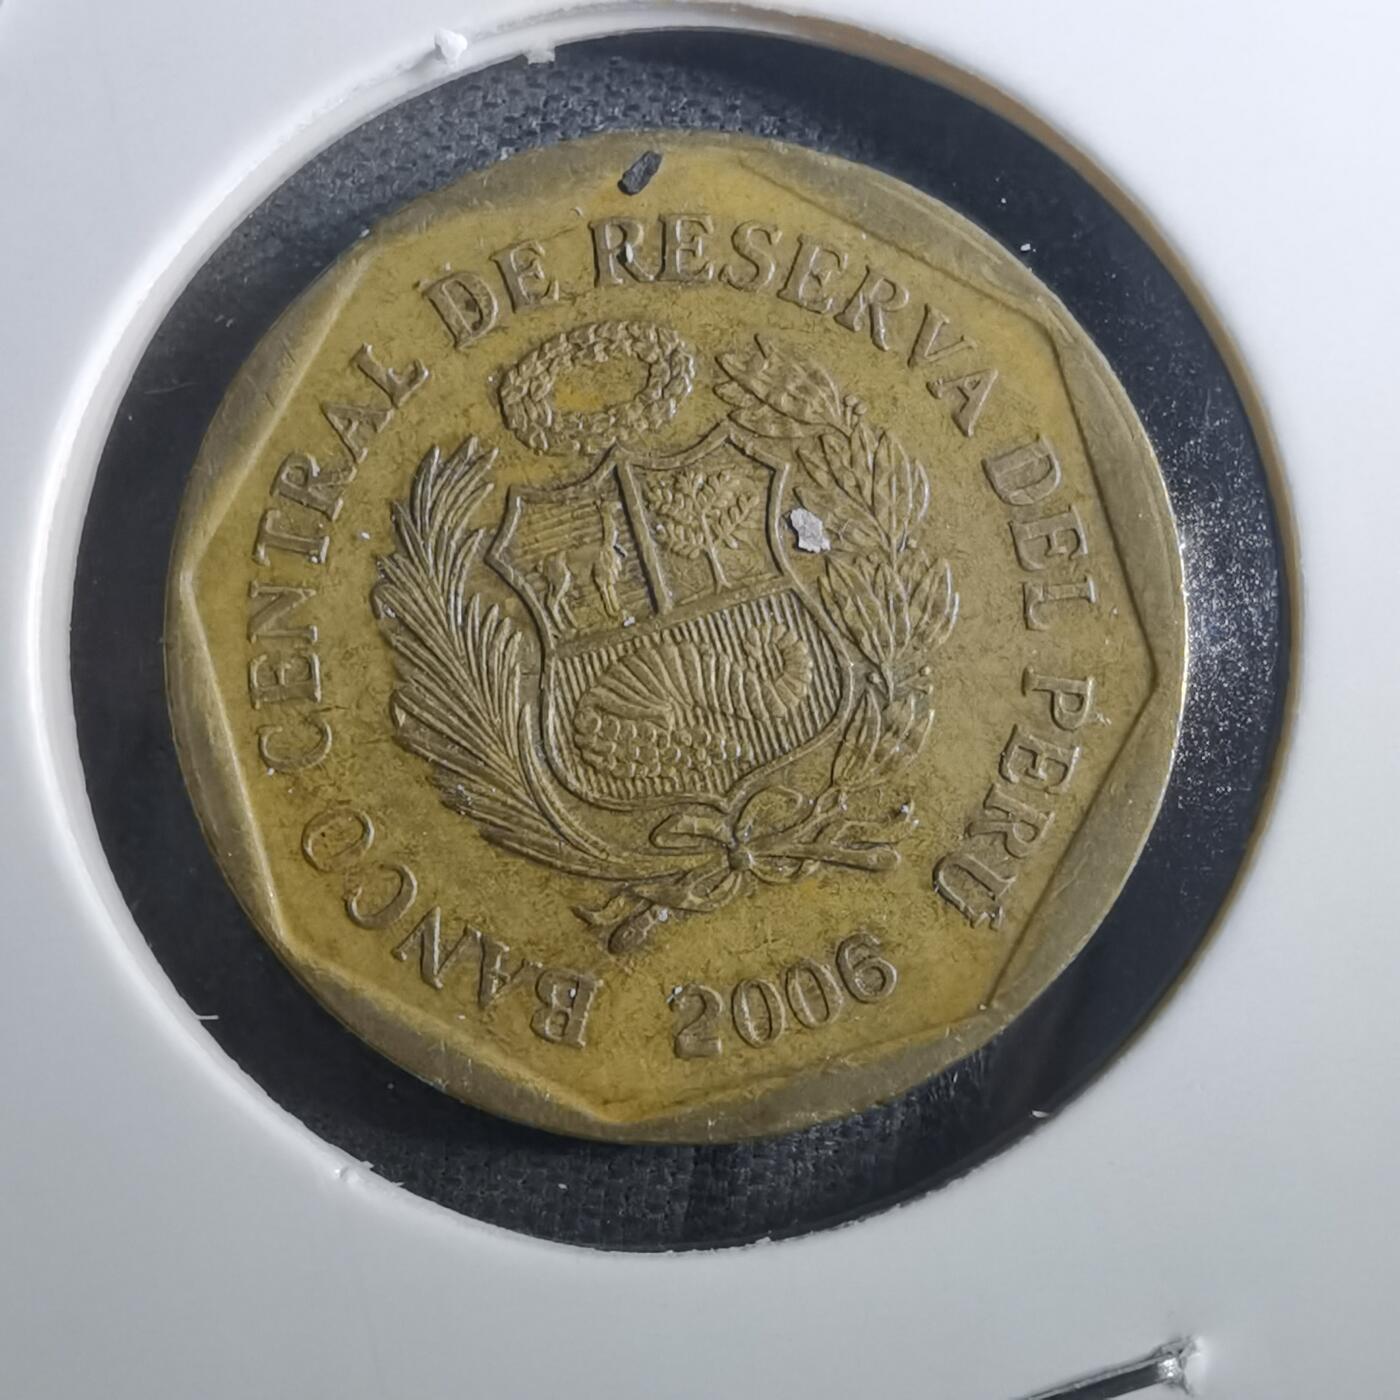 BANCO CENTRAL DE RESERVA DEL PERU
2006